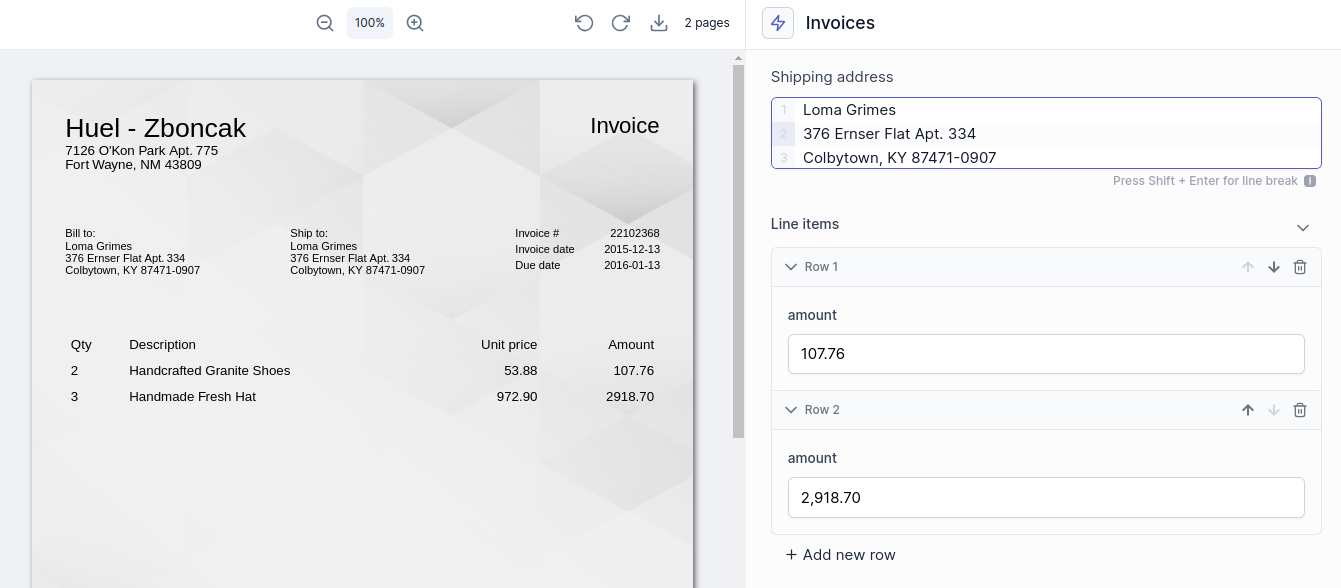 100%
2 pages
Invoices
Huel - Zboncak
Invoice
7126 O'Kon Park Apt. 775
Fort Wayne, NM 43809
Bill to:
Loma Grimes
376 Ernser Flat Apt. 334
Colbytown, KY 87471-0907
Ship to:
Loma Grimes
376 Ernser Flat Apt. 334
Colbytown, KY 87471-0907
Invoice # 22102368
Invoice date 2015-12-13
Due date 2016-01-13
Qty Description Unit price Amount
2 Handcrafted Granite Shoes 53.88 107.76
3 Handmade Fresh Hat 972.90 2918.70
Shipping address
1 Loma Grimes
2 376 Ernser Flat Apt. 334
3 Colbytown, KY 87471-0907
Press Shift + Enter for line break i
Line items
Row 1
amount
107.76
Row 2
amount
2,918.70
+ Add new row